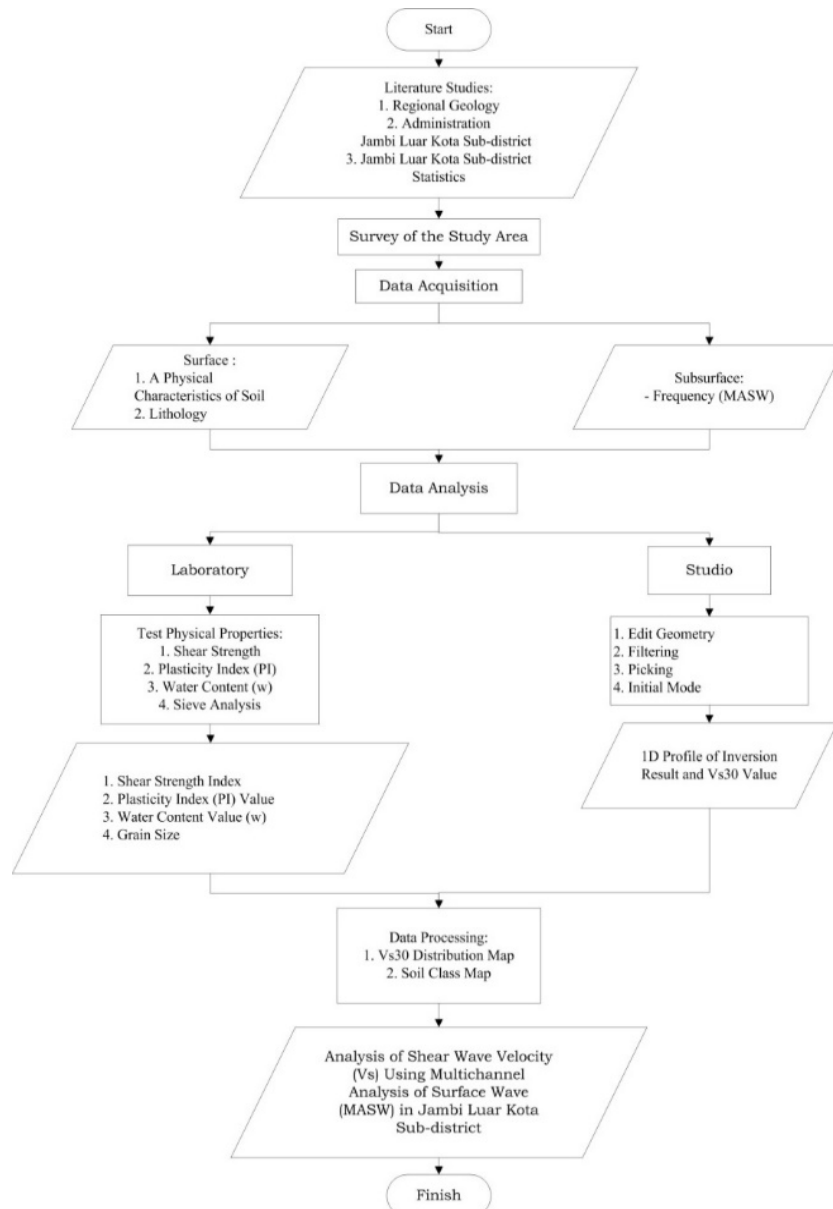 Start
Literature Studies:
1. Regional Geology
2. Administration
Jambi Luar Kota Sub-district
3. Jambi Luar Kota Sub-district
Statistics
Survey of the Study Area
Data Acquisition
Surface :
1. A Physical
Characteristics of Soil
2. Lithology
Subsurface:
- Frequency (MASW)
Data Analysis
Laboratory
Studio
Test Physical Properties:
1. Shear Strength
2. Plasticity Index (PI)
3. Water Content (w)
4. Sieve Analysis
1. Edit Geometry
2. Filtering
3. Picking
4. Initial Mode
1. Shear Strength Index
2. Plasticity Index (PI) Value
3. Water Content Value (w)
4. Grain Size
1D Profile of Inversion
Result and Vs30 Value
Data Processing:
1. Vs30 Distribution Map
2. Soil Class Map
Analysis of Shear Wave Velocity
(Vs) Using Multichannel
Analysis of Surface Wave
(MASW) in Jambi Luar Kota
Sub-district
Finish